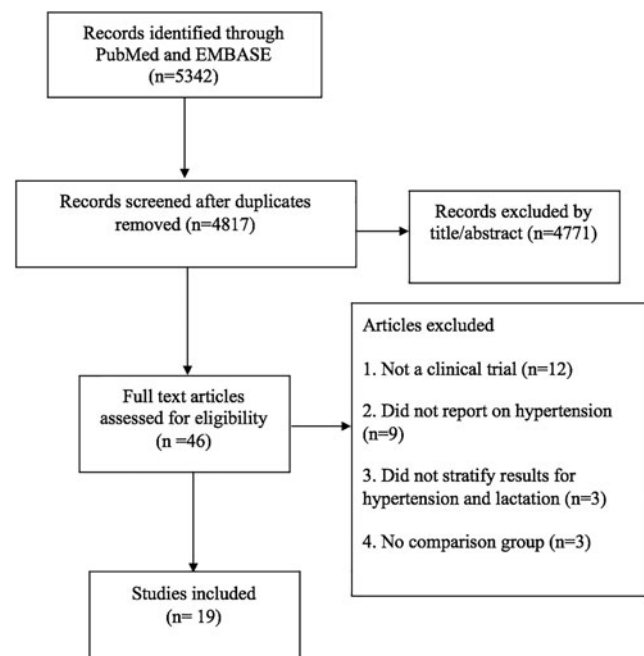 Records identified through
PubMed and EMBASE
(n=5342)
Records screened after duplicates
removed (n=4817)
Records excluded by
title/abstract (n=4771)
Full text articles
assessed for eligibility
(n =46)
Articles excluded
1. Not a clinical trial (n=12)
2. Did not report on hypertension
(n=9)
3. Did not stratify results for
hypertension and lactation (n=3)
4. No comparison group (n=3)
Studies included
(n= 19)